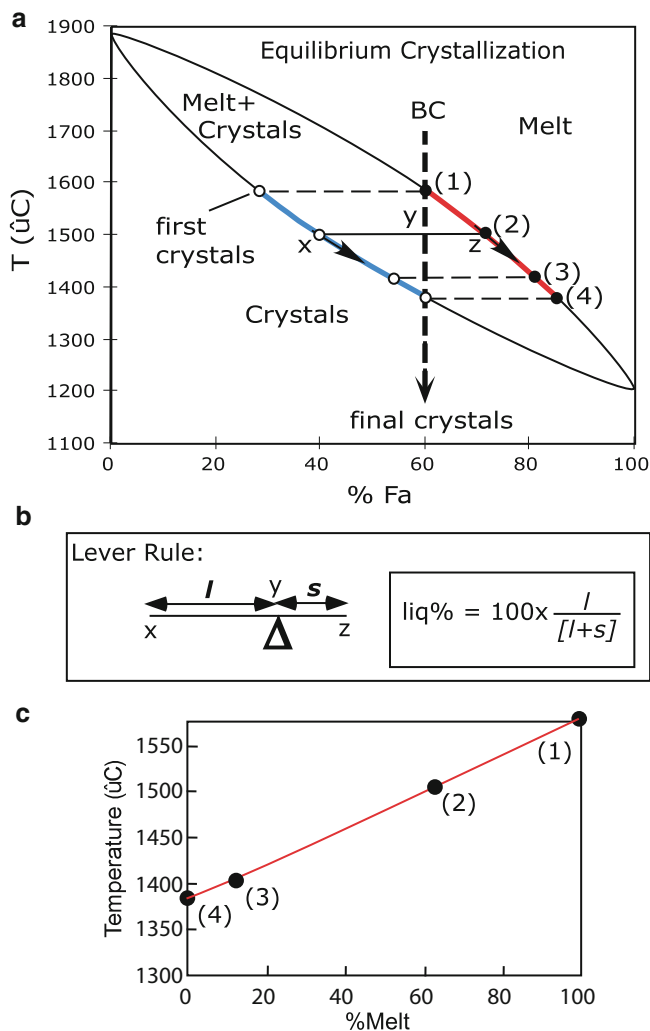 a
1900
Equilibrium Crystallization
1800
Melt+
Crystals
BC
Melt
1700
1600
(1)
first
crystals
y
(2)
1500
x
z
T (ûC)
(3)
1400
(4)
Crystals
1300
1200
final crystals
1100
0
20
40
60
80
100
% Fa
b
Lever Rule:
l y s
x z
liq% = 100x l
[l+s]
c
1550
(1)
1500
(2)
1450
Temperature (ûC)
1400
(3)
(4)
1350
1300
0
20
40
60
80
100
%Melt